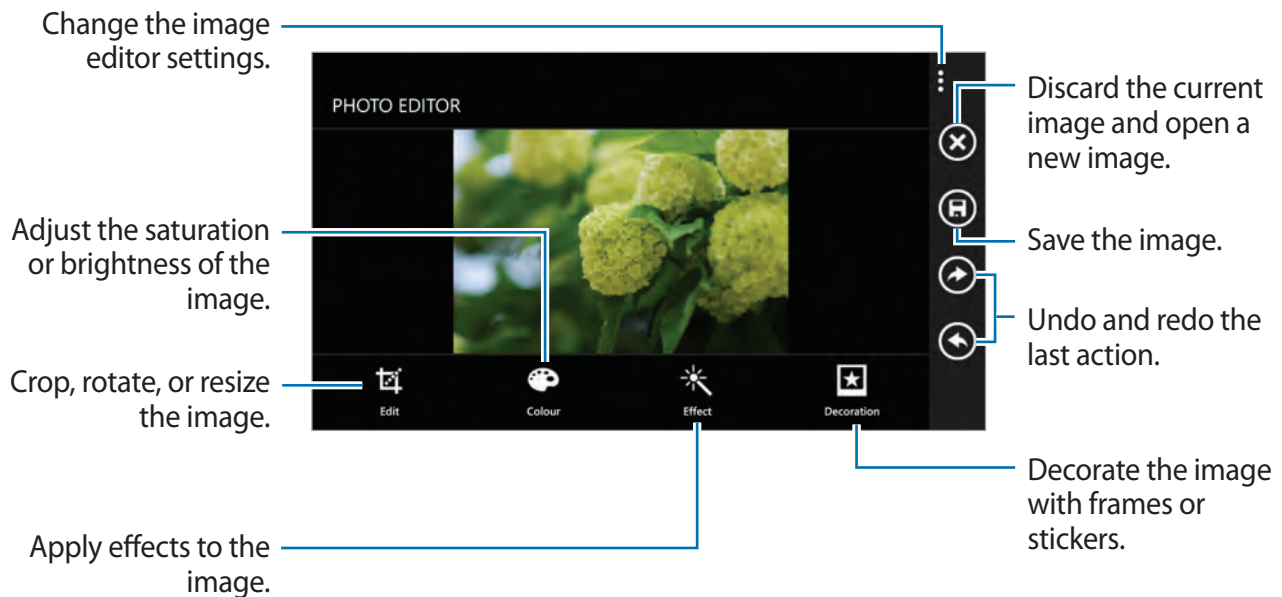 Change the image
editor settings.
PHOTO EDITOR
Discard the current
image and open a
new image.
Adjust the saturation
or brightness of the
image.
Save the image.
Undo and redo the
last action.
Crop, rotate, or resize
the image.
Edit
Colour
Effect
Decoration
Decorate the image
with frames or
stickers.
Apply effects to the
image.